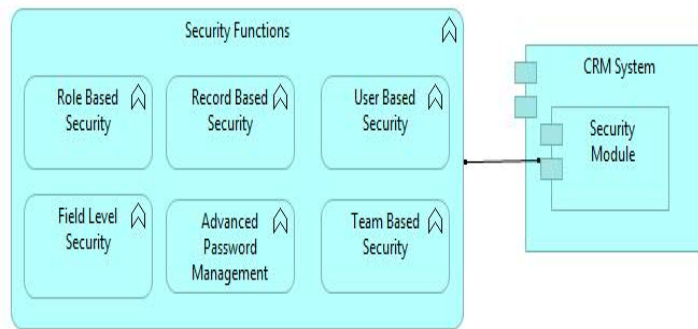 Security Functions
Role Based
Security
Record Based
Security
User Based
Security
Field Level
Security
Advanced
Password
Management
Team Based
Security
CRM System
Security
Module